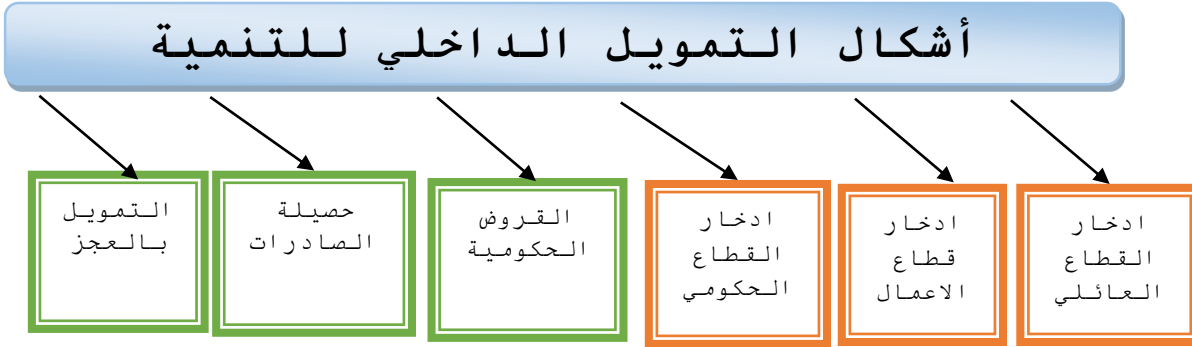 أشكال التمويل الداخلي للتنمية
ادخار
القطاع
العائلي
ادخار
قطاع
الاعمال
ادخار
القطاع
الحكومي
القروض
الحكومية
حصيلة
الصادرات
التمويل
بالعجز